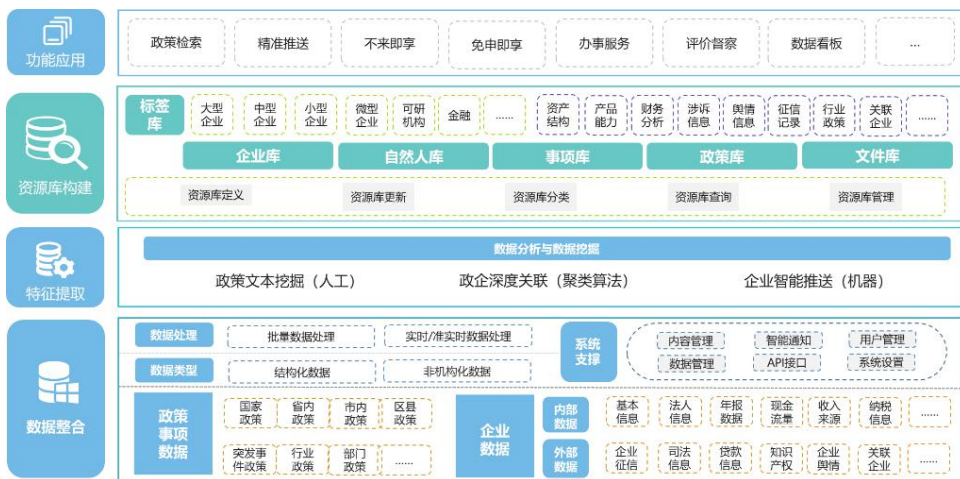 功能应用
政策检索
精准推送
不来即享
免申即享
办事服务
评价督察
数据看板
...
资源库构建
标签
库
大型
企业
中型
企业
小型
企业
微型
企业
可研
机构
金融
......
资产
结构
产品
能力
财务
分析
涉诉
信息
舆情
信息
征信
记录
行业
政策
关联
企业
......
企业库
自然人库
事项库
政策库
文件库
资源库定义
资源库更新
资源库分类
资源库查询
资源库管理
特征提取
数据分析与数据挖掘
政策文本挖掘（人工）
政企深度关联（聚类算法）
企业智能推送（机器）
数据整合
数据处理
批量数据处理
实时/准实时数据处理
数据类型
结构化数据
非机构化数据
系统
支撑
内容管理
智能通知
用户管理
数据管理
API接口
系统设置
政策
事项
数据
国家
政策
省内
政策
市内
政策
区县
政策
突发事
件政策
行业
政策
部门
政策
......
企业
数据
内部
数据
基本
信息
法人
信息
年报
数据
现金
流量
收入
来源
纳税
信息
......
外部
数据
企业
征信
司法
信息
贷款
信息
知识
产权
企业
舆情
关联
企业
......